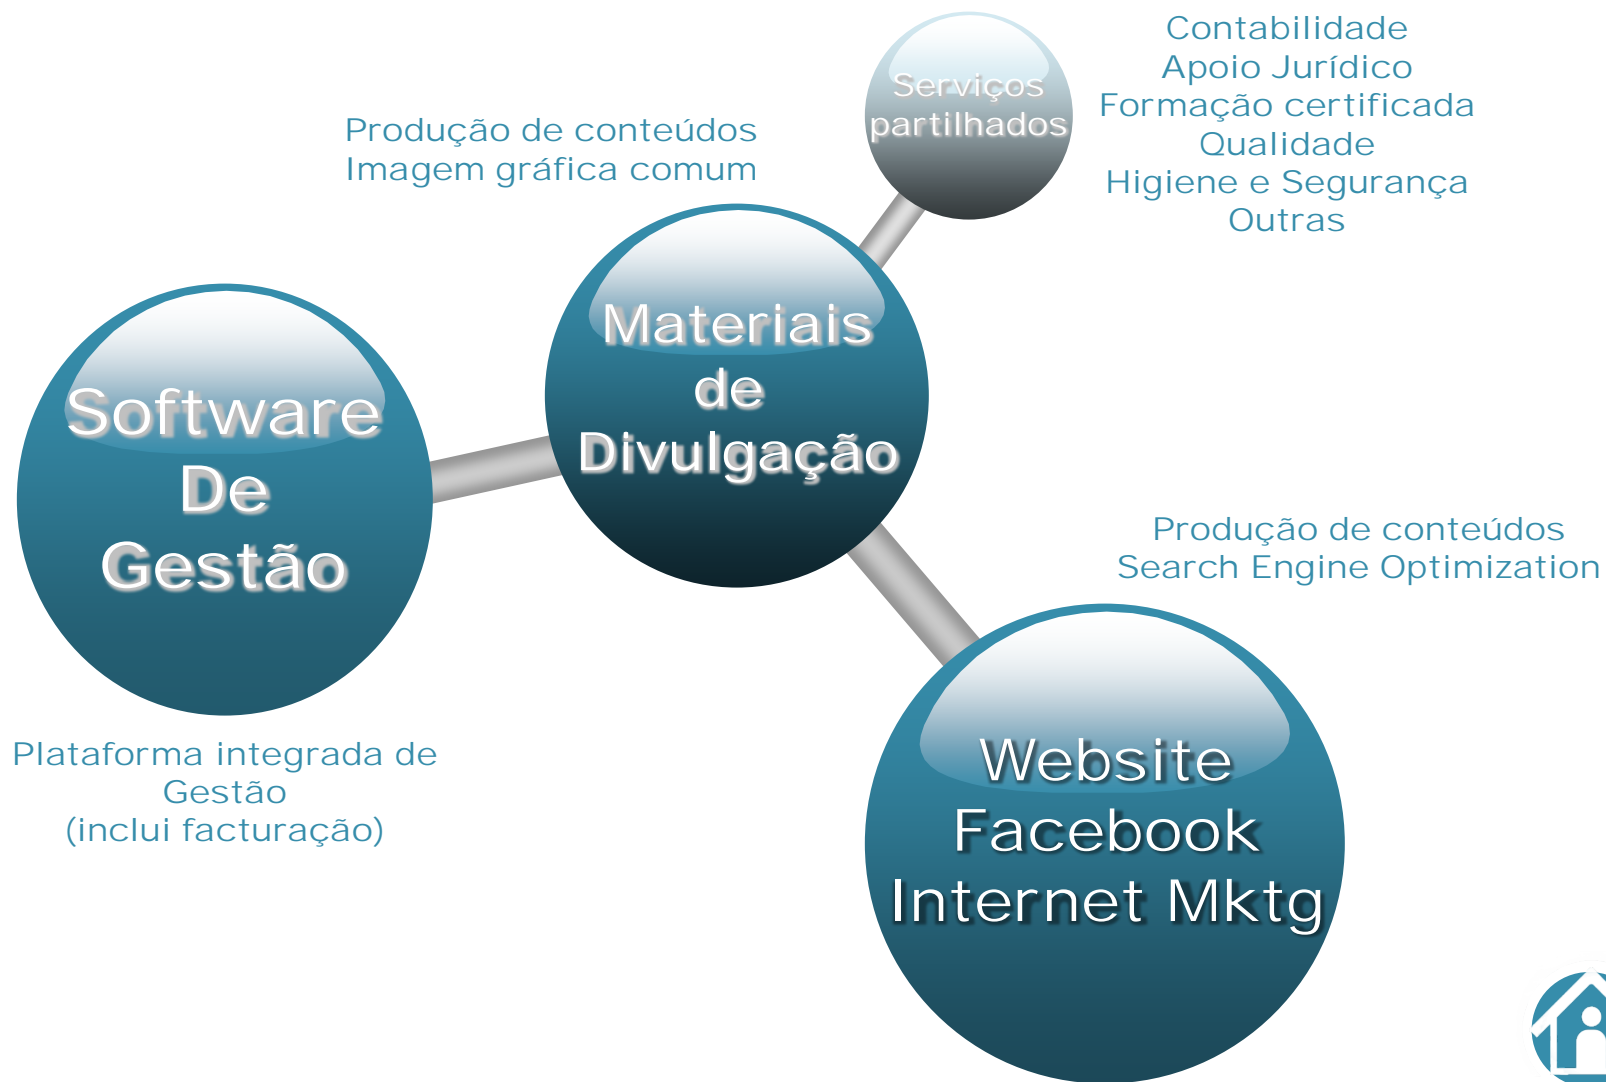 Serviços
partilhados
Contabilidade
Apoio Jurídico
Formação certificada
Qualidade
Higiene e Segurança
Outras
Produção de conteúdos
Imagem gráfica comum
Materiais
de
Divulgação
Software
De
Gestão
Plataforma integrada de
Gestão
(inclui facturação)
Produção de conteúdos
Search Engine Optimization
Website
Facebook
Internet Mktg